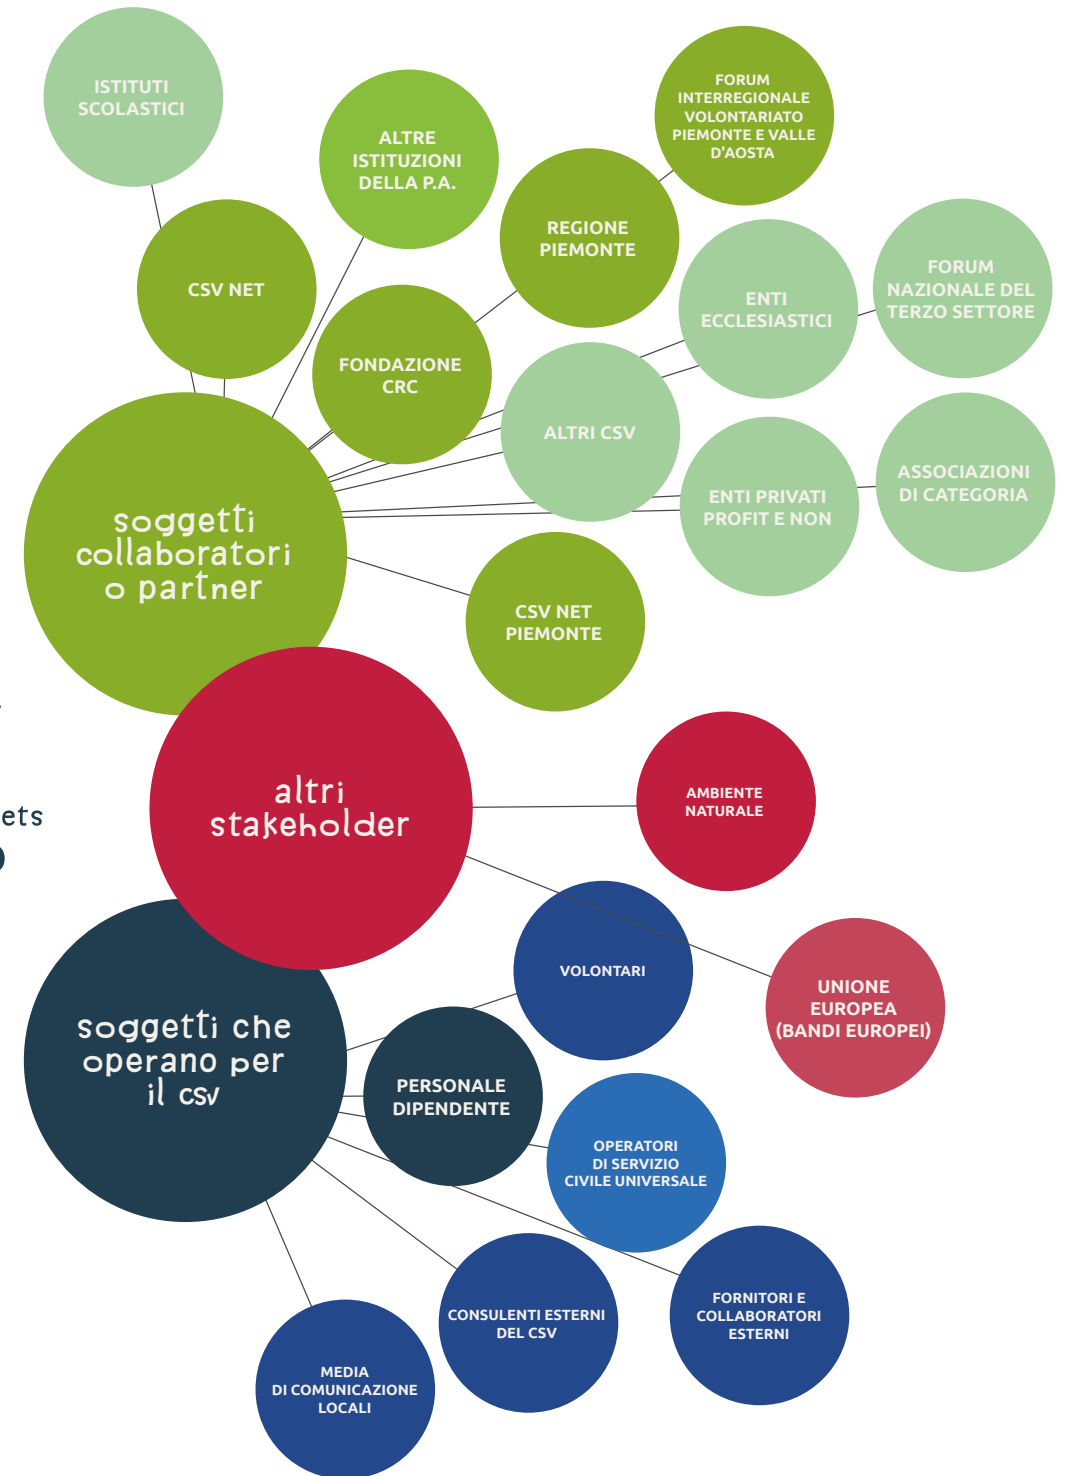 ISTITUTI
SCOLASTICI
ALTRE
ISTITUZIONI
DELLA P.A.
FORUM
INTERREGIONALE
VOLONTARIATO
PIEMONTE E VALLE
D'AOSTA
CSV NET
REGIONE
PIEMONTE
ENTI
ECCLESIASTICI
FORUM
NAZIONALE DEL
TERZO SETTORE
FONDAZIONE
CRC
ALTRI CSV
ENTI PRIVATI
PROFIT E NON
ASSOCIAZIONI
DI CATEGORIA
soggetti
collaboratori
o partner
CSV NET
PIEMONTE
altri
stakeholder
AMBIENTE
NATURALE
ets
VOLONTARI
UNIONE
EUROPEA
(BANDI EUROPEI)
soggetti che
operano per
il csv
PERSONALE
DIPENDENTE
OPERATORI
DI SERVIZIO
CIVILE UNIVERSALE
CONSULENTI ESTERNI
DEL CSV
FORNITORI E
COLLABORATORI
ESTERNI
MEDIA
DI COMUNICAZIONE
LOCALI